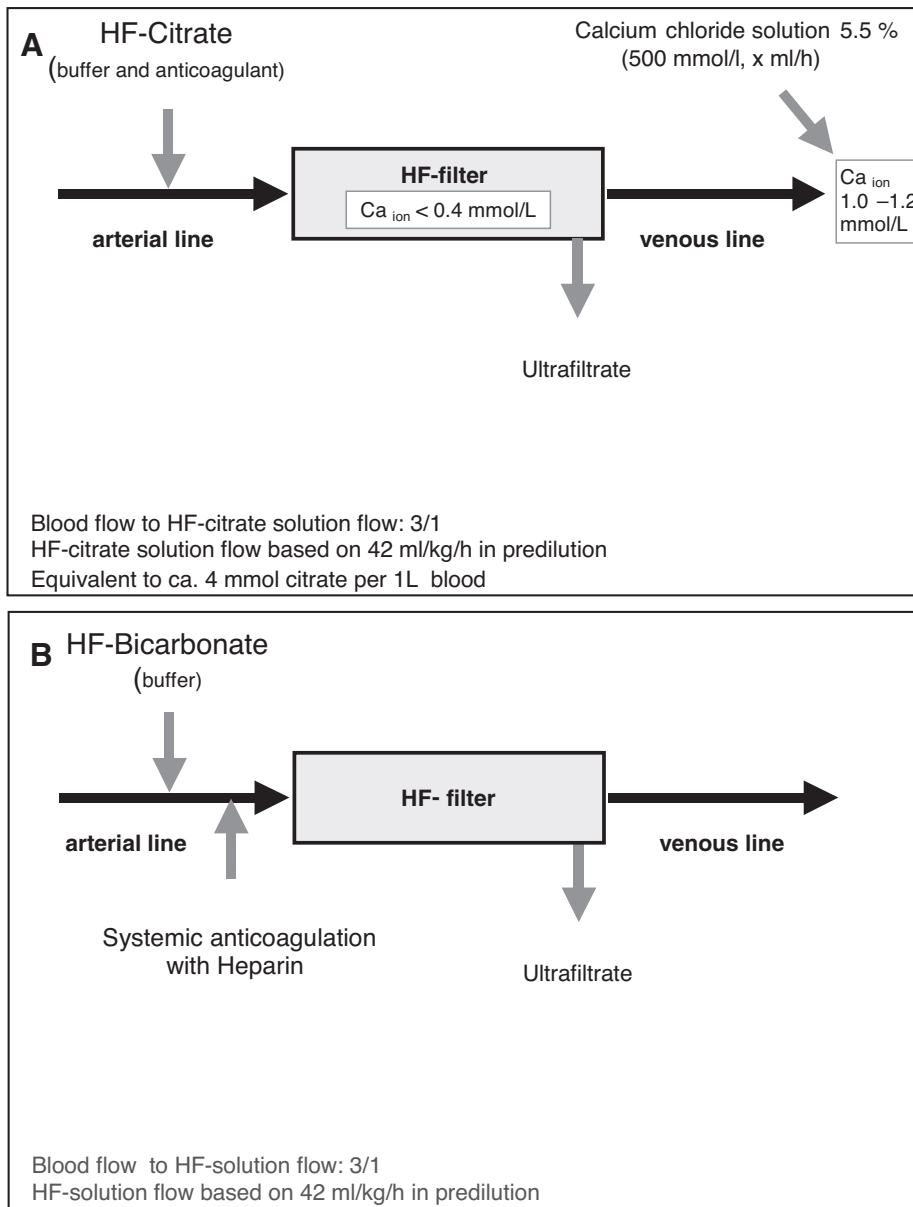 A HF-Citrate
(buffer and anticoagulant)
Calcium chloride solution 5.5 %
(500 mmol/l, x ml/h)
HF-filter
Ca ion < 0.4 mmol/L
Ca ion
1.0 –1.2
mmol/L
arterial line
venous line
Ultrafiltrate
Blood flow to HF-citrate solution flow: 3/1
HF-citrate solution flow based on 42 ml/kg/h in predilution
Equivalent to ca. 4 mmol citrate per 1L blood
B HF-Bicarbonate
(buffer)
HF- filter
arterial line
venous line
Systemic anticoagulation
with Heparin
Ultrafiltrate
Blood flow to HF-solution flow: 3/1
HF-solution flow based on 42 ml/kg/h in predilution